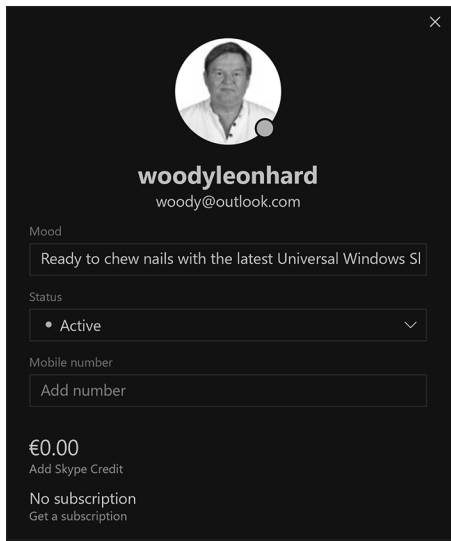 woodyleonhard
woody@outlook.com
Mood
Ready to chew nails with the latest Universal Windows Sl
Status
Active
Mobile number
Add number
€0.00
Add Skype Credit
No subscription
Get a subscription